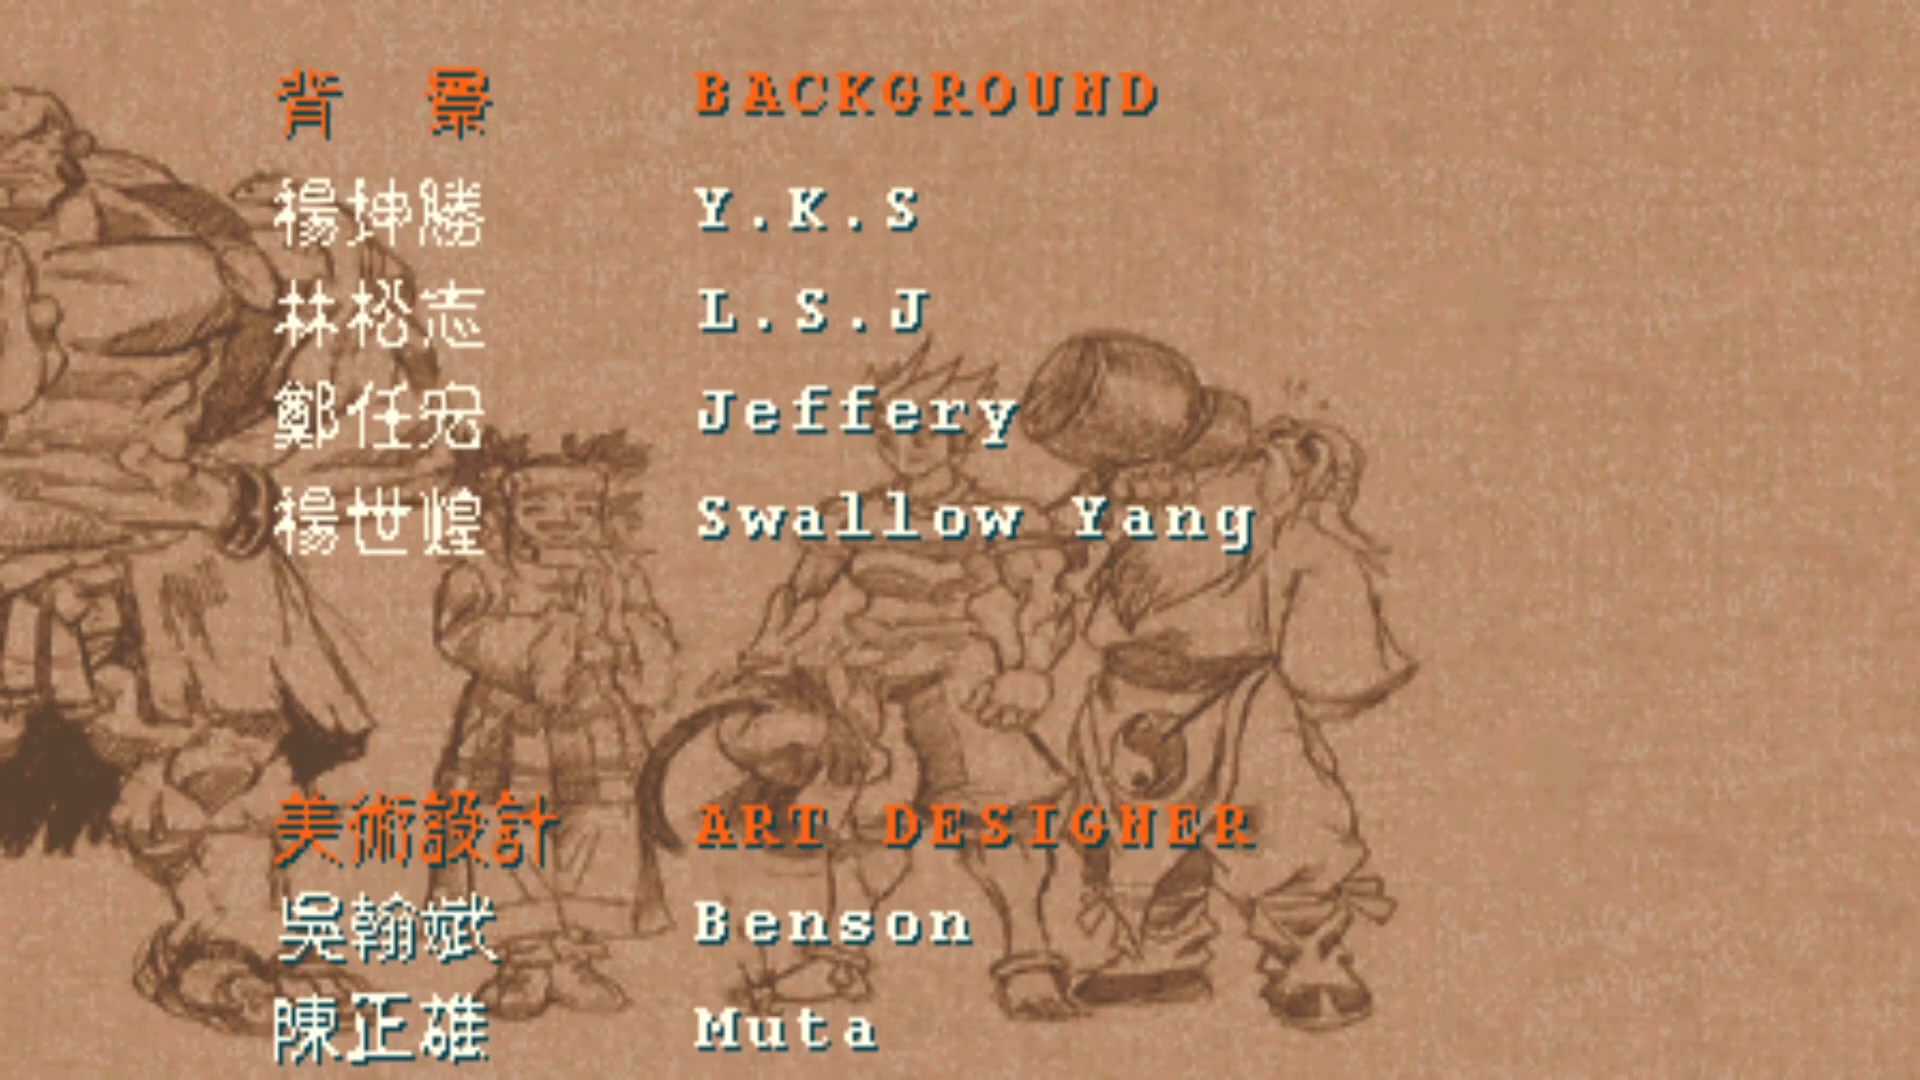 背 景 BACKGROUND
楊坤勝 Y.K.S
林松志 L.S.J
鄭任宏 Jeffery
楊世煌 Swallow Yang
美術設計 ART DESIGNER
吳翰斌 Benson
陳正雄 Muta